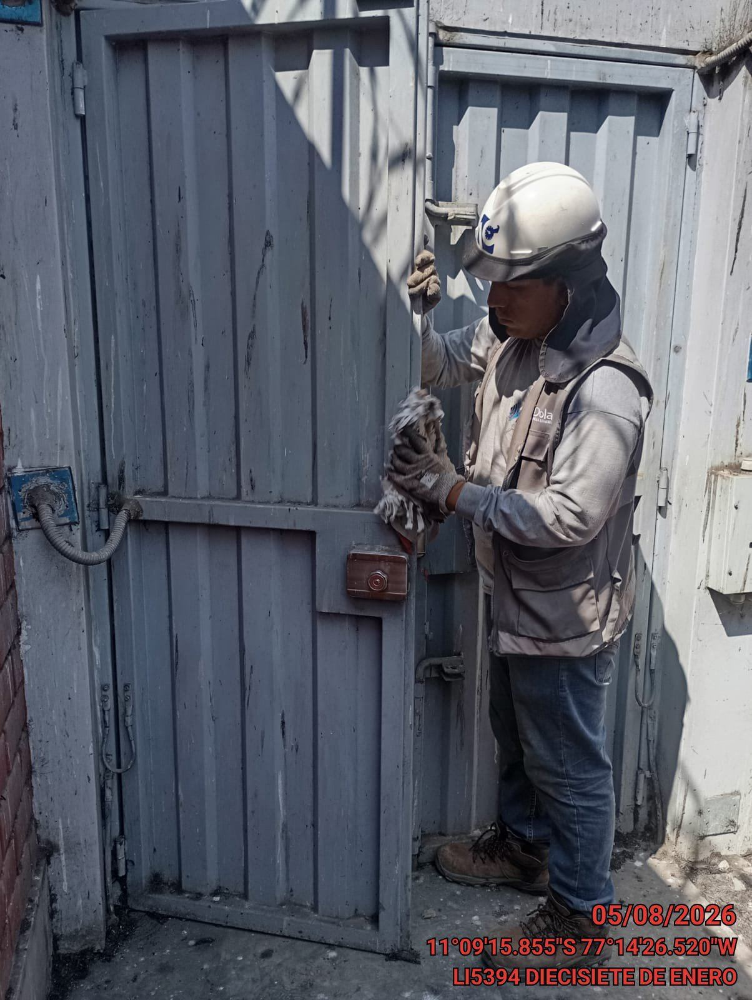 Dola
05/08/2026
11°09'15.855"S 77°14'26.520"W
LI5394 DIECISIETE DE ENERO